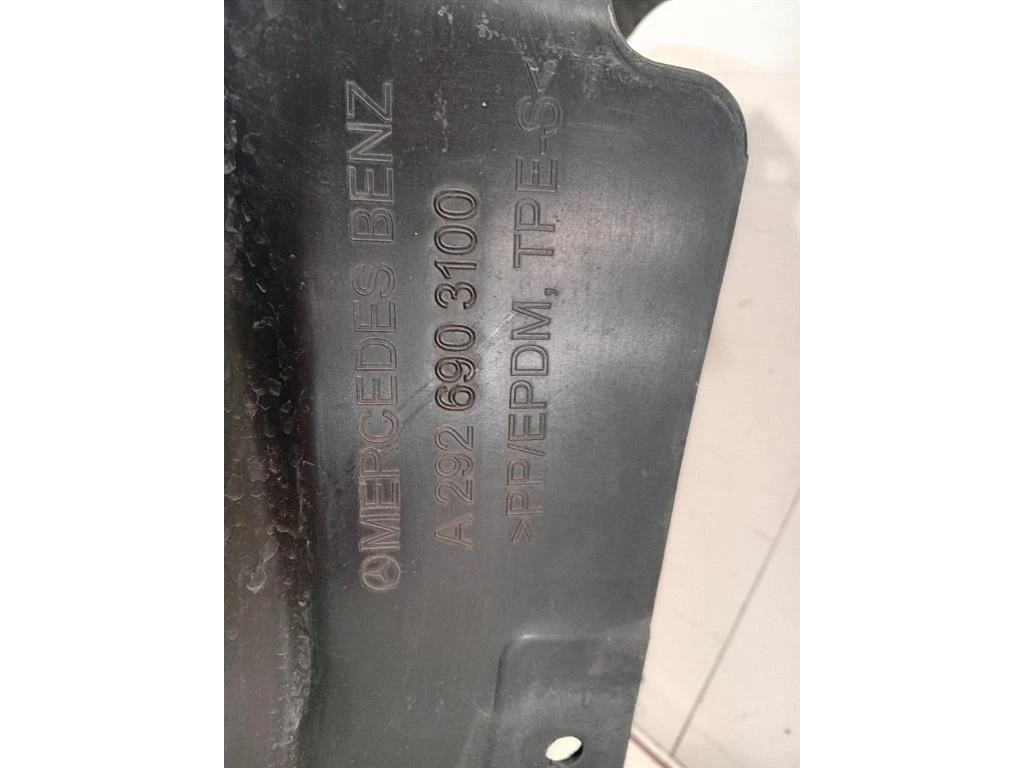 MERCEDES BENZ
A 292 690 3100
>PP/EPDM, TPE-S<